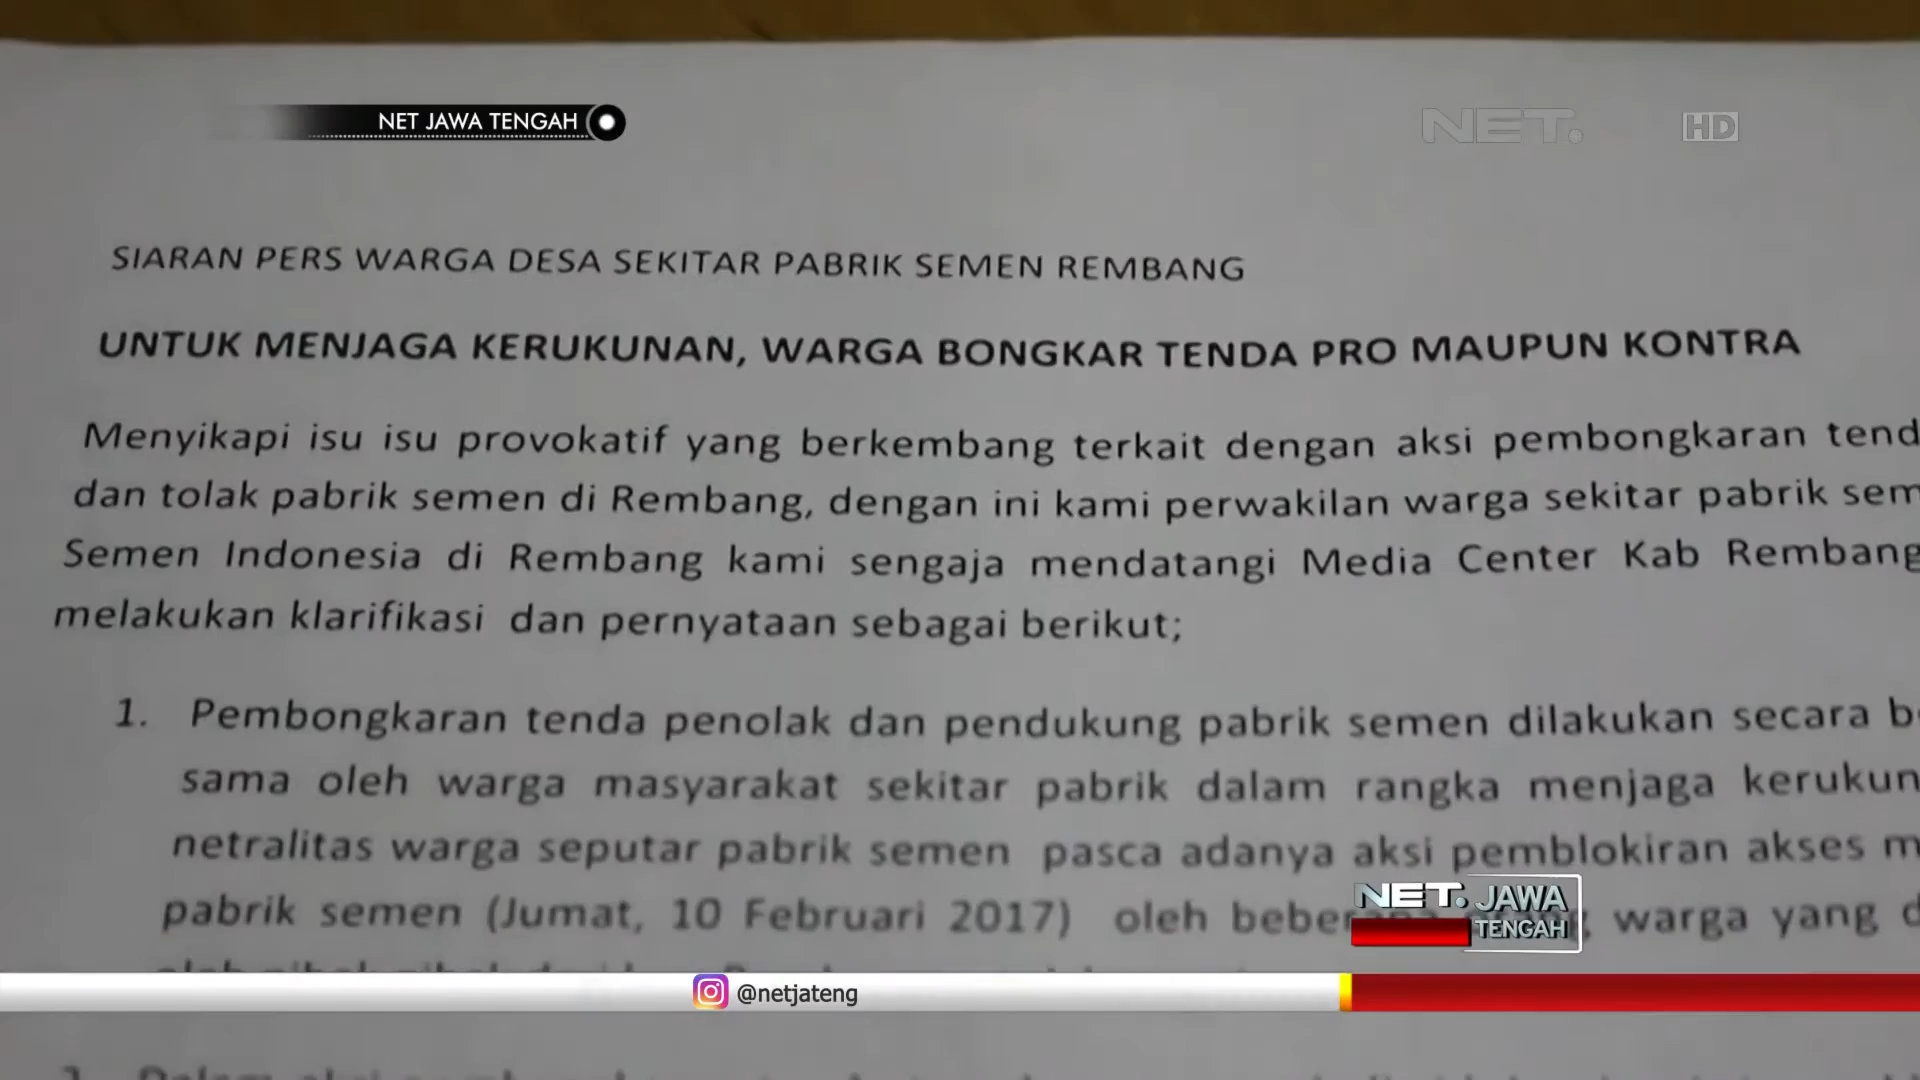 NET JAWA TENGAH
NET.
HD
SIARAN PERS WARGA DESA SEKITAR PABRIK SEMEN REMBANG
UNTUK MENJAGA KERUKUNAN, WARGA BONGKAR TENDA PRO MAUPUN KONTRA
Menyikapi isu isu provokatif yang berkembang terkait dengan aksi pembongkaran
dan tolak pabrik semen di Rembang, dengan ini kami perwakilan warga sekitar pabrik
Semen Indonesia di Rembang kami sengaja mendatangi Media Center Kab Rembang
melakukan klarifikasi dan pernyataan sebagai berikut;
1. Pembongkaran tenda penolak dan pendukung pabrik semen dilakukan secara
sama oleh warga masyarakat sekitar pabrik dalam rangka menjaga
netralitas warga seputar pabrik semen pasca adanya aksi pemblokiran akses
pabrik semen (Jumat, 10 Februari 2017) oleh warga yang
NET. JAWA
TENGAH
@netjateng